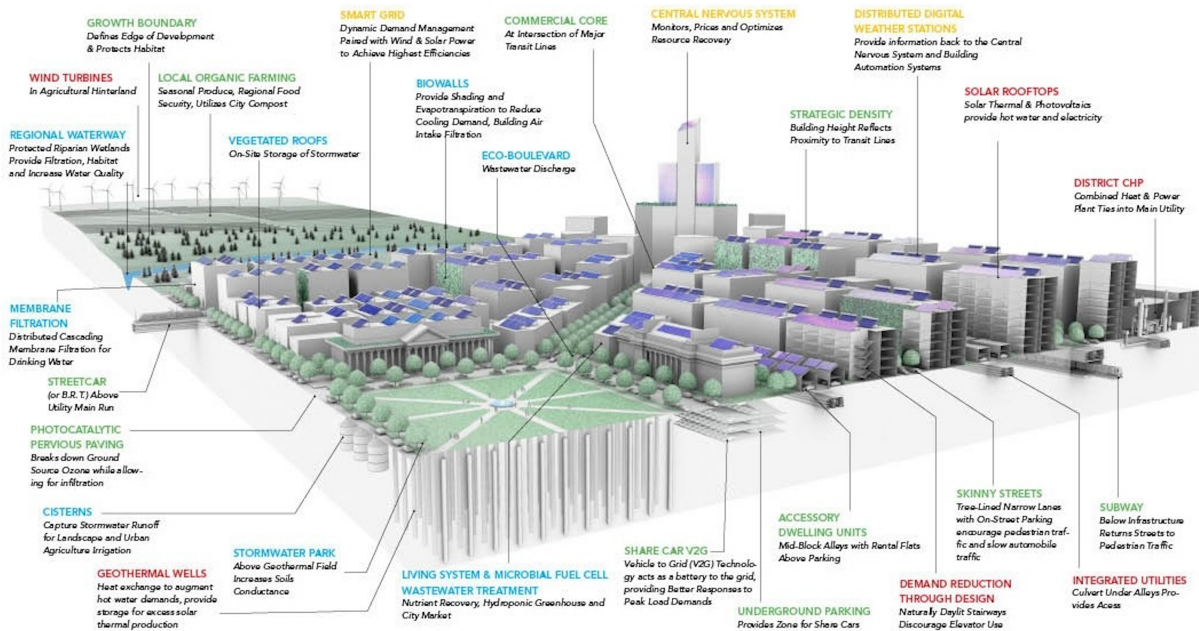 GROWTH BOUNDARY
Defines Edge of Development
& Protects Habitat
SMART GRID
Dynamic Demand Management
Paired with Wind & Solar Power
to Achieve Highest Efficiencies
COMMERCIAL CORE
At Intersection of Major
Transit Lines
CENTRAL NERVOUS SYSTEM
Monitors, Prices and Optimizes
Resource Recovery
DISTRIBUTED DIGITAL
WEATHER STATIONS
Provide information back to the Central
Nervous System and Building
Automation Systems
WIND TURBINES
In Agricultural Hinterland
LOCAL ORGANIC FARMING
Seasonal Produce, Regional Food
Security, Utilizes City Compost
BIOWALLS
Provide Shading and
Evapotranspiration to Reduce
Cooling Demand, Building Air
Intake Filtration
STRATEGIC DENSITY
Building Height Reflects
Proximity to Transit Lines
SOLAR ROOFTOPS
Solar Thermal & Photovoltaics
provide hot water and electricity
REGIONAL WATERWAY
Protected Riparian Wetlands
Provide Filtration, Habitat
and Increase Water Quality
VEGETATED ROOFS
On-Site Storage of Stormwater
ECO-BOULEVARD
Wastewater Discharge
DISTRICT CHP
Combined Heat & Power
Plant Ties into Main Utility
MEMBRANE
FILTRATION
Distributed Cascading
Membrane Filtration for
Drinking Water
STREETCAR
(or B.R.T.) Above
Utility Main Run
PHOTOCATALYTIC
PERVIOUS PAVING
Breaks down Ground
Source Ozone while allow-
ing for infiltration
CISTERNS
Capture Stormwater Runoff
for Landscape and Urban
Agriculture Irrigation
GEOTHERMAL WELLS
Heat exchange to augment
hot water demands, provide
storage for excess solar
thermal production
STORMWATER PARK
Above Geothermal Field
Increases Soils
Conductance
LIVING SYSTEM & MICROBIAL FUEL CELL
WASTEWATER TREATMENT
Nutrient Recovery, Hydroponic Greenhouse and
City Market
SHARE CAR V2G
Vehicle to Grid (V2G) Technolo-
gy acts as a battery to the grid,
providing Better Responses to
Peak Load Demands
UNDERGROUND PARKING
Provides Zone for Share Cars
ACCESSORY
DWELLING UNITS
Mid-Block Alleys with Rental Flats
Above Parking
DEMAND REDUCTION
THROUGH DESIGN
Naturally Daylit Stairways
Discourage Elevator Use
SKINNY STREETS
Tree-Lined Narrow Lanes
with On-Street Parking
encourage pedestrian traf-
fic and slow automobile
traffic
INTEGRATED UTILITIES
Culvert Under Alleys Pro-
vides Acess
SUBWAY
Below Infrastructure
Returns Streets to
Pedestrian Traffic